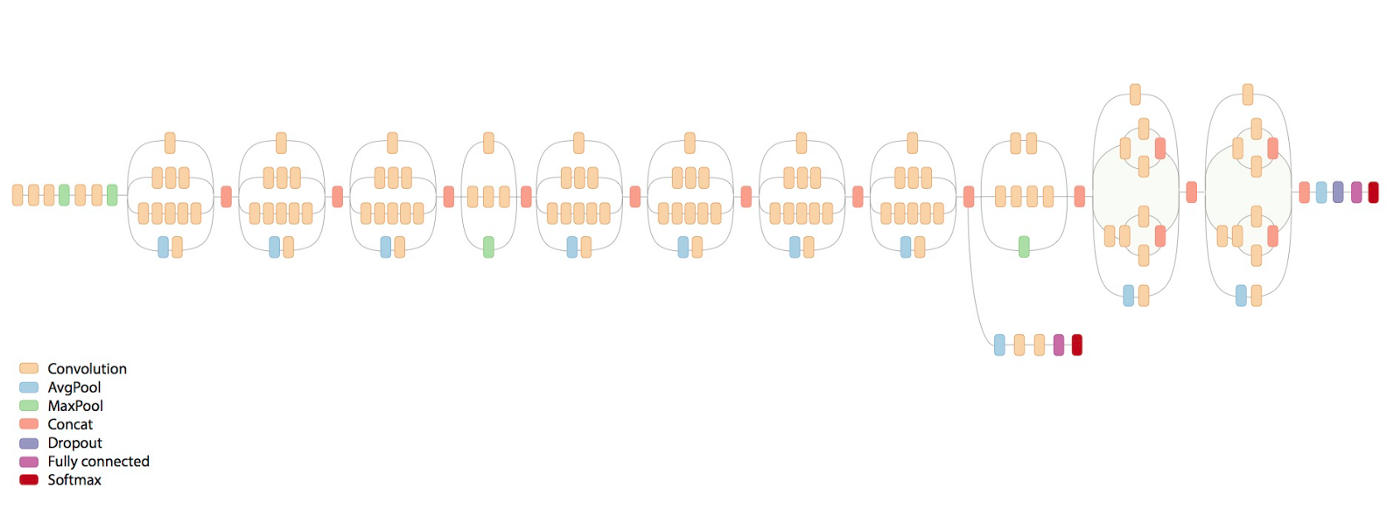 Convolution
AvgPool
MaxPool
Concat
Dropout
Fully connected
Softmax